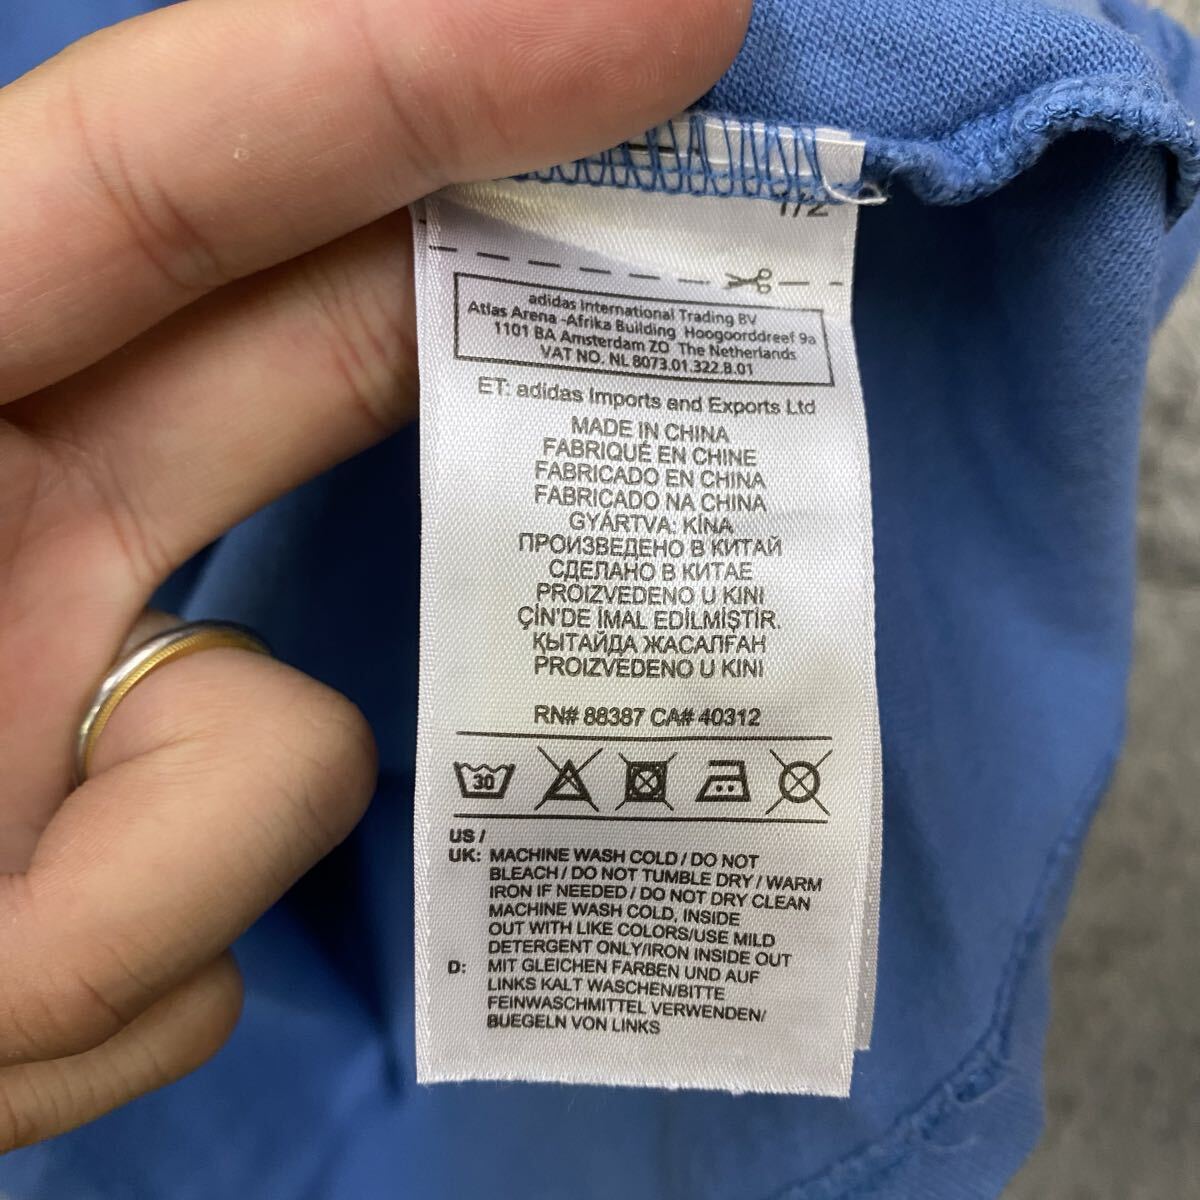 1/2
adidas International Trading BV
Atlas Arena -Afrika Building Hoogoorddreef 9a
1101 BA Amsterdam ZO The Netherlands
VAT NO. NL 8073.01.322.B.01
ET: adidas Imports and Exports Ltd
MADE IN CHINA
FABRIQUÉ EN CHINE
FABRICADO EN CHINA
FABRICADO NA CHINA
GYÁRTVA: KÍNA
ПРОИЗВЕДЕНО В КИТАЙ
СДЕЛАНО В КИТАЕ
PROIZVEDENO U KINI
ÇİN'DE İMAL EDİLMİŞTİR.
ҚЫТАЙДА ЖАСАЛҒАН
PROIZVEDENO U KINI
RN# 88387 CA# 40312
30
US /
UK: MACHINE WASH COLD / DO NOT
BLEACH / DO NOT TUMBLE DRY / WARM
IRON IF NEEDED / DO NOT DRY CLEAN
MACHINE WASH COLD, INSIDE
OUT WITH LIKE COLORS/USE MILD
DETERGENT ONLY/IRON INSIDE OUT
D: MIT GLEICHEN FARBEN UND AUF
LINKS KALT WASCHEN/BITTE
FEINWASCHMITTEL VERWENDEN/
BUEGELN VON LINKS